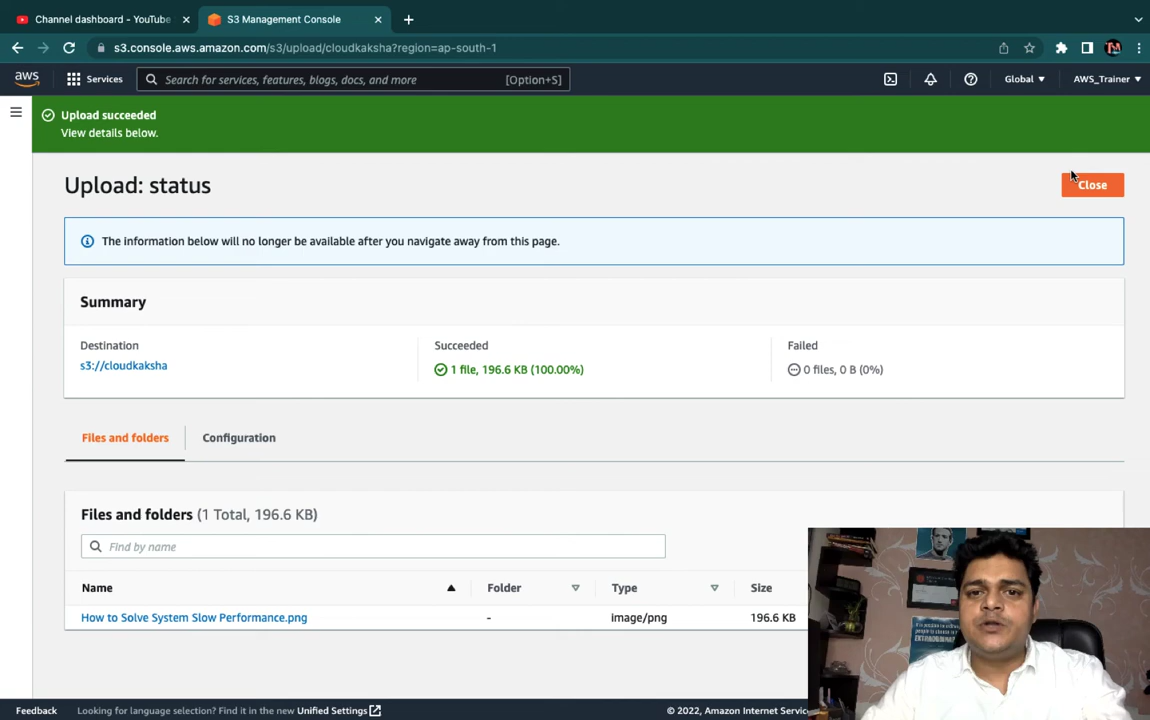 Channel dashboard - YouTube
S3 Management Console
s3.console.aws.amazon.com/s3/upload/cloudkaksha?region=ap-south-1
aws
Services
Search for services, features, blogs, docs, and more
[Option+S]
Global
AWS_Trainer
Upload succeeded
View details below.
Upload: status
Close
The information below will no longer be available after you navigate away from this page.
Summary
Destination
s3://cloudkaksha
Succeeded
1 file, 196.6 KB (100.00%)
Failed
0 files, 0 B (0%)
Files and folders
Configuration
Files and folders (1 Total, 196.6 KB)
Find by name
Name
Folder
Type
Size
How to Solve System Slow Performance.png
-
image/png
196.6 KB
Feedback
Looking for language selection? Find it in the new Unified Settings
© 2022, Amazon Internet Service